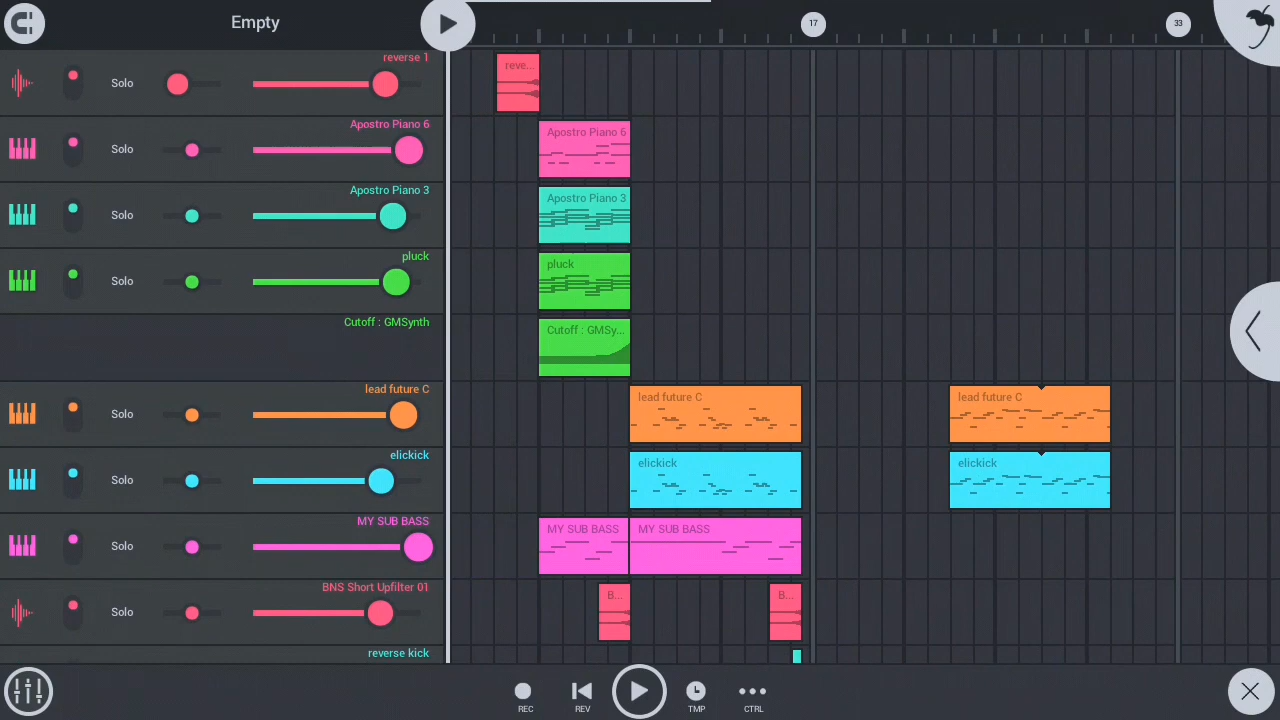 Empty
17
33
reverse 1
Solo
reve...
Apostro Piano 6
Solo
Apostro Piano 6
Apostro Piano 3
Solo
Apostro Piano 3
pluck
Solo
pluck
Cutoff : GMSynth
Cutoff : GMSy...
lead future C
Solo
lead future C
lead future C
elickick
Solo
elickick
elickick
MY SUB BASS
Solo
MY SUB BASS
MY SUB BASS
BNS Short Upfilter 01
Solo
B...
B...
reverse kick
REC
REV
TMP
CTRL